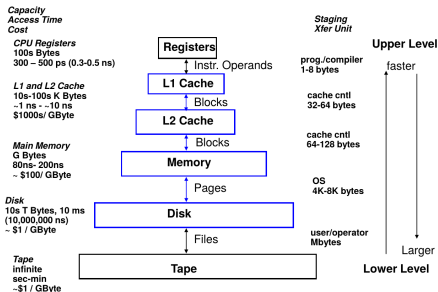 Capacity
Access Time
Cost
CPU Registers
100s Bytes
300 – 500 ps (0.3-0.5 ns)
L1 and L2 Cache
10s-100s K Bytes
~1 ns - ~10 ns
$1000s/ GByte
Main Memory
G Bytes
80ns- 200ns
~ $100/ GByte
Disk
10s T Bytes, 10 ms
(10,000,000 ns)
~ $1 / GByte
Tape
infinite
sec-min
~$1 / GByte
Registers
Instr. Operands
L1 Cache
Blocks
L2 Cache
Blocks
Memory
Pages
Disk
Files
Tape
Staging
Xfer Unit
prog./compiler
1-8 bytes
cache cntl
32-64 bytes
cache cntl
64-128 bytes
OS
4K-8K bytes
user/operator
Mbytes
Upper Level
faster
Larger
Lower Level